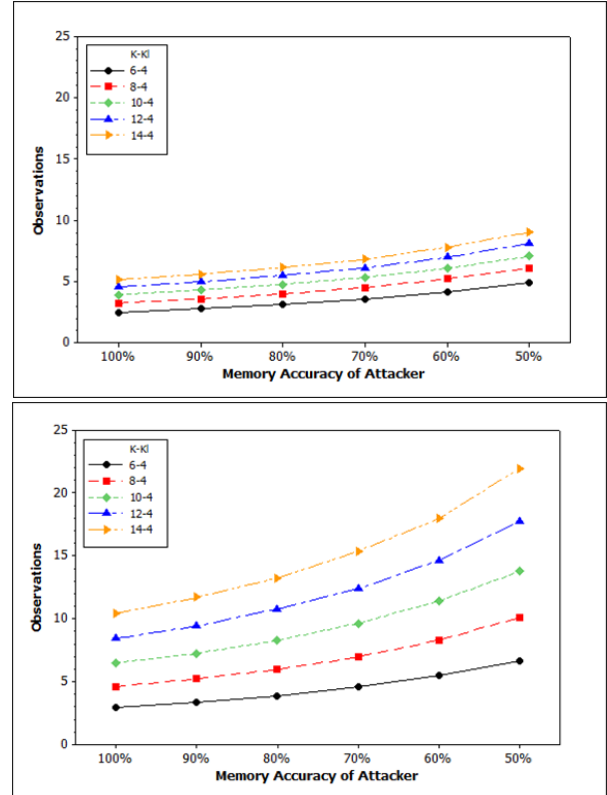 25
20
15
10
5
0
Observations
K-Kl
6-4
8-4
10-4
12-4
14-4
100% 90% 80% 70% 60% 50%
Memory Accuracy of Attacker
25
20
15
10
5
0
Observations
K-Kl
6-4
8-4
10-4
12-4
14-4
100% 90% 80% 70% 60% 50%
Memory Accuracy of Attacker